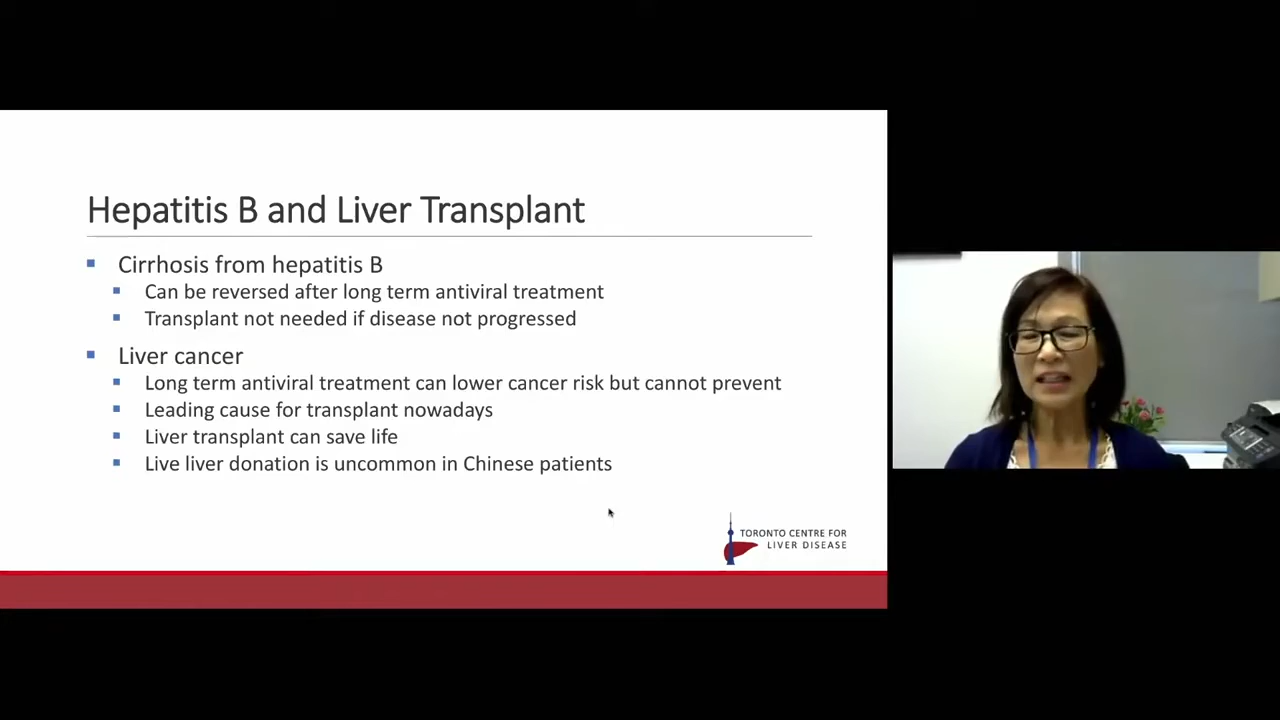 Hepatitis B and Liver Transplant
Cirrhosis from hepatitis B
Can be reversed after long term antiviral treatment
Transplant not needed if disease not progressed
Liver cancer
Long term antiviral treatment can lower cancer risk but cannot prevent
Leading cause for transplant nowadays
Liver transplant can save life
Live liver donation is uncommon in Chinese patients
TORONTO CENTRE FOR
LIVER DISEASE